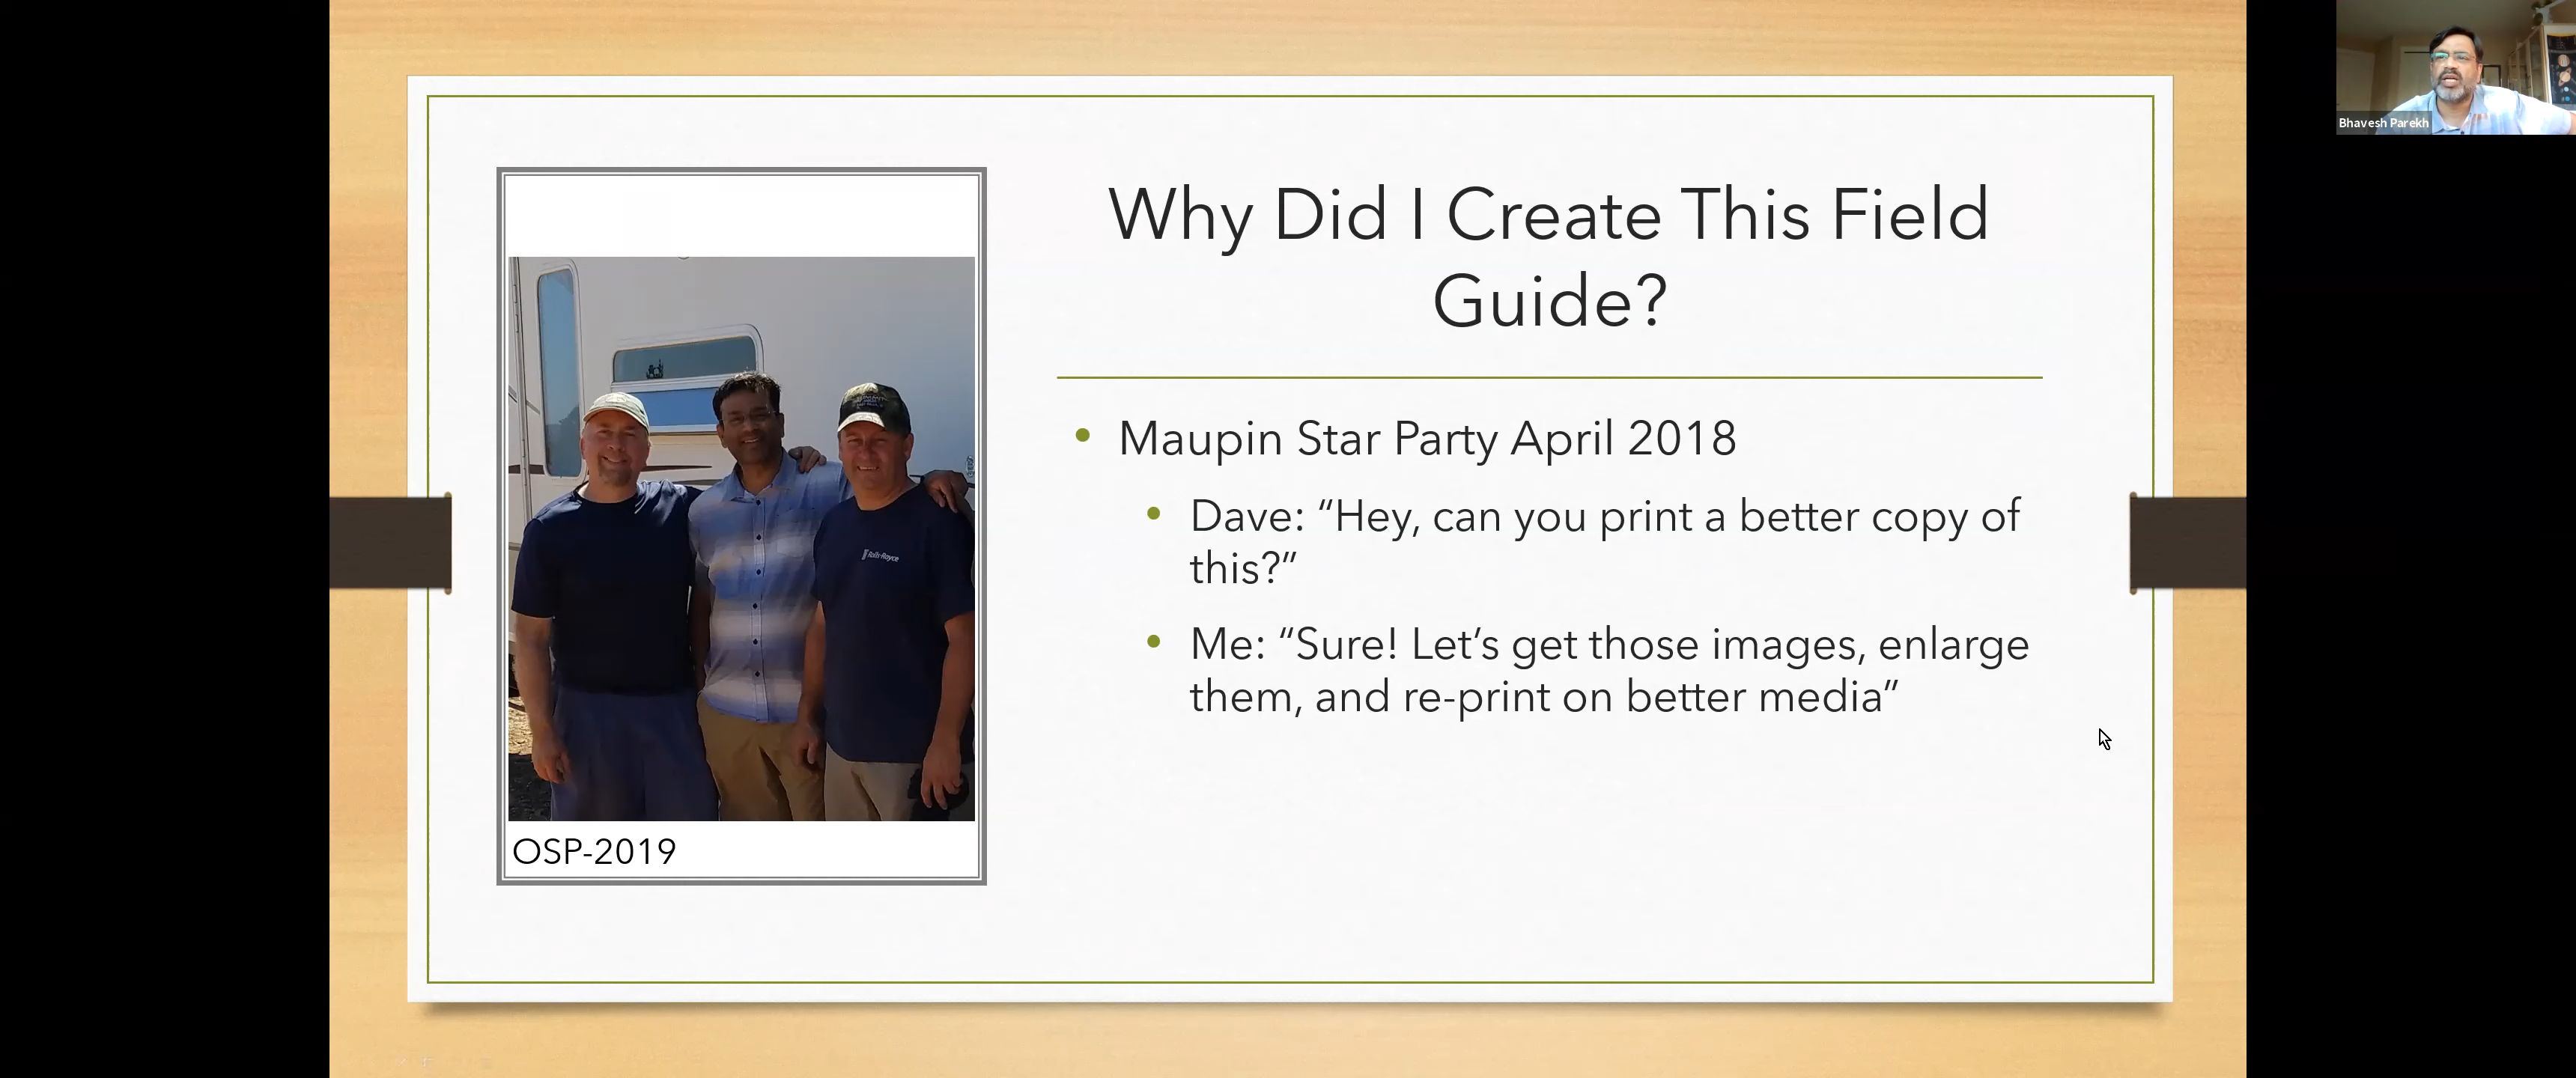 Bhavesh Parekh
Why Did I Create This Field
Guide?
• Maupin Star Party April 2018
• Dave: “Hey, can you print a better copy of
this?”
• Me: “Sure! Let’s get those images, enlarge
them, and re-print on better media”
Rolls-Royce
OSP-2019